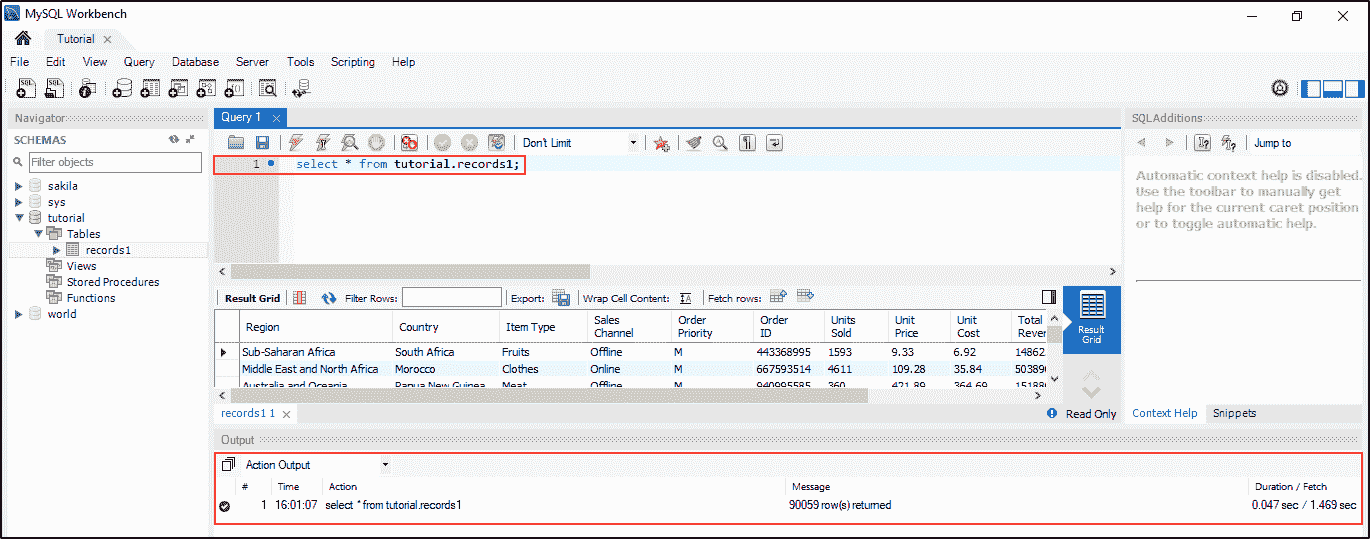 MySQL Workbench
Tutorial
File Edit View Query Database Server Tools Scripting Help
Navigator
SCHEMAS
Filter objects
sakila
sys
tutorial
Tables
records1
Views
Stored Procedures
Functions
world
Query 1
Don't Limit
1 select * from tutorial.records1;
Result Grid Filter Rows: Export: Wrap Cell Content: Fetch rows:
Region Country Item Type Sales Channel Order Priority Order ID Units Sold Unit Price Unit Cost Total Rever
Sub-Saharan Africa South Africa Fruits Offline M 443368995 1593 9.33 6.92 14862
Middle East and North Africa Morocco Clothes Online M 667593514 4611 109.28 35.84 503890
Australia and Oceania Papua New Guinea Meat Offline M 940995585 360 421.89 364.69 151880
Result
Grid
records1 1
Read Only
SQLAdditions
Jump to
Automatic context help is disabled.
Use the toolbar to manually get
help for the current caret position
or to toggle automatic help.
Context Help Snippets
Output
Action Output
# Time Action Message Duration / Fetch
1 16:01:07 select * from tutorial.records1 90059 row(s) returned 0.047 sec / 1.469 sec